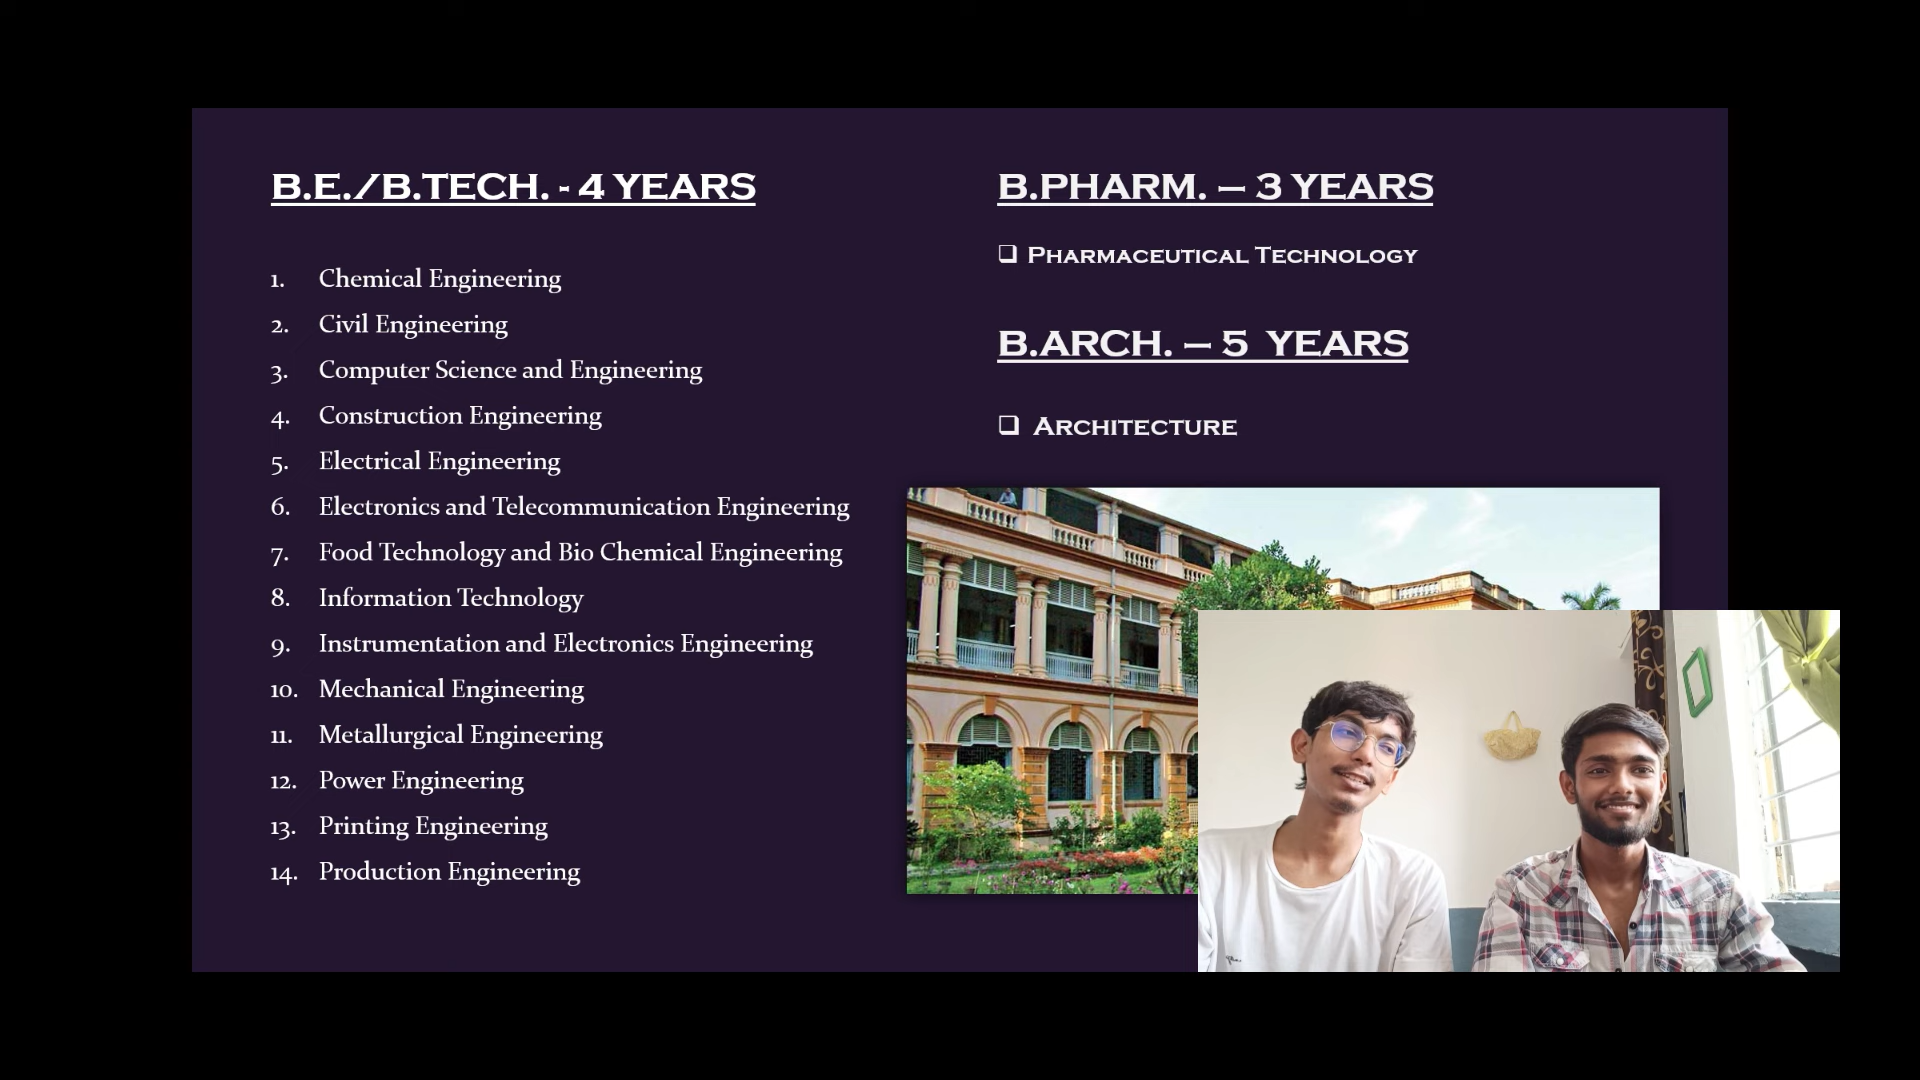 B.E./B.TECH. - 4 YEARS
1. Chemical Engineering
2. Civil Engineering
3. Computer Science and Engineering
4. Construction Engineering
5. Electrical Engineering
6. Electronics and Telecommunication Engineering
7. Food Technology and Bio Chemical Engineering
8. Information Technology
9. Instrumentation and Electronics Engineering
10. Mechanical Engineering
11. Metallurgical Engineering
12. Power Engineering
13. Printing Engineering
14. Production Engineering
B.PHARM. – 3 YEARS
❑ PHARMACEUTICAL TECHNOLOGY
B.ARCH. – 5 YEARS
❑ ARCHITECTURE